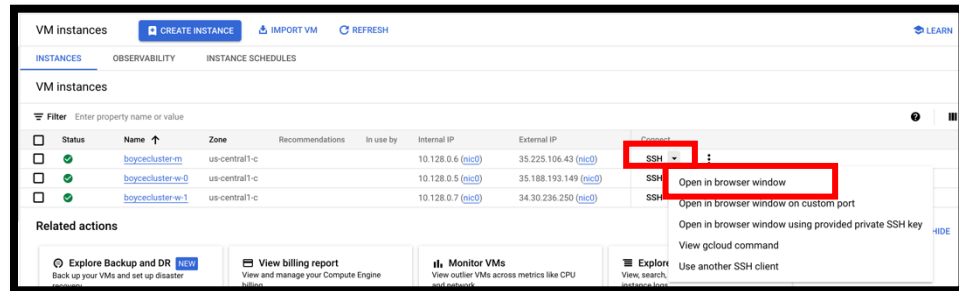 VM instances CREATE INSTANCE IMPORT VM REFRESH LEARN
INSTANCES OBSERVABILITY INSTANCE SCHEDULES
VM instances
Filter Enter property name or value
Status Name Zone Recommendations In use by Internal IP External IP Connect
boycecluster-m us-central1-c 10.128.0.6 (nic0) 35.225.106.43 (nic0) SSH
boycecluster-w-0 us-central1-c 10.128.0.5 (nic0) 35.188.193.149 (nic0) SSH
boycecluster-w-1 us-central1-c 10.128.0.7 (nic0) 34.30.236.250 (nic0) SSH
Open in browser window
Open in browser window on custom port
Open in browser window using provided private SSH key
View gcloud command
Use another SSH client
Related actions HIDE
Explore Backup and DR NEW
Back up your VMs and set up disaster
recovery
View billing report
View and manage your Compute Engine
billing
Monitor VMs
View outlier VMs across metrics like CPU
and network
Explore
View, search,
instance logs